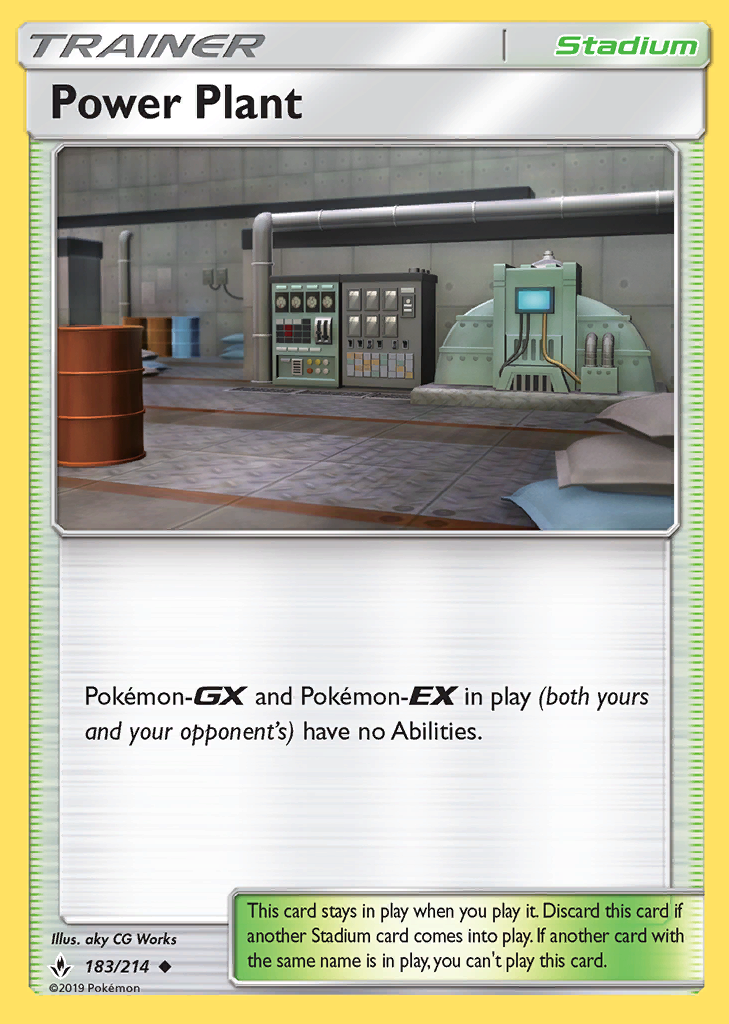 TRAINER
Stadium
Power Plant
Pokémon-GX and Pokémon-EX in play (both yours
and your opponent's) have no Abilities.
This card stays in play when you play it. Discard this card if
another Stadium card comes into play. If another card with
the same name is in play, you can't play this card.
Illus. aky CG Works
183/214 ◆
©2019 Pokémon